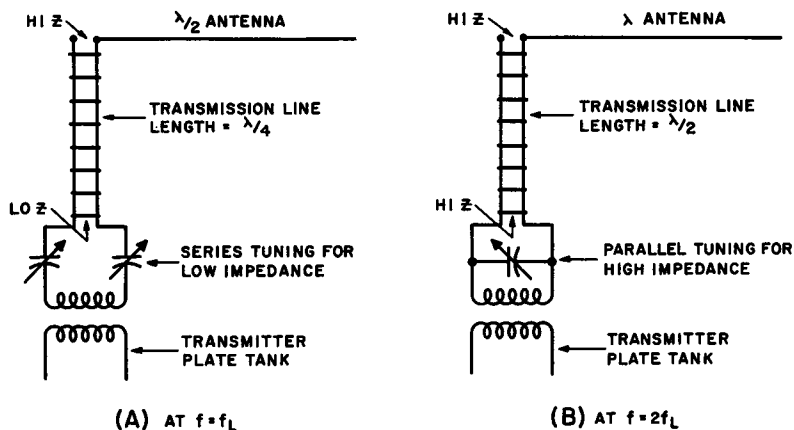 HI Z
λ/2 ANTENNA
TRANSMISSION LINE
LENGTH = λ/4
LO Z
SERIES TUNING FOR
LOW IMPEDANCE
TRANSMITTER
PLATE TANK
(A) AT f=fL
HI Z
λ ANTENNA
TRANSMISSION LINE
LENGTH = λ/2
HI Z
PARALLEL TUNING FOR
HIGH IMPEDANCE
TRANSMITTER
PLATE TANK
(B) AT f=2fL